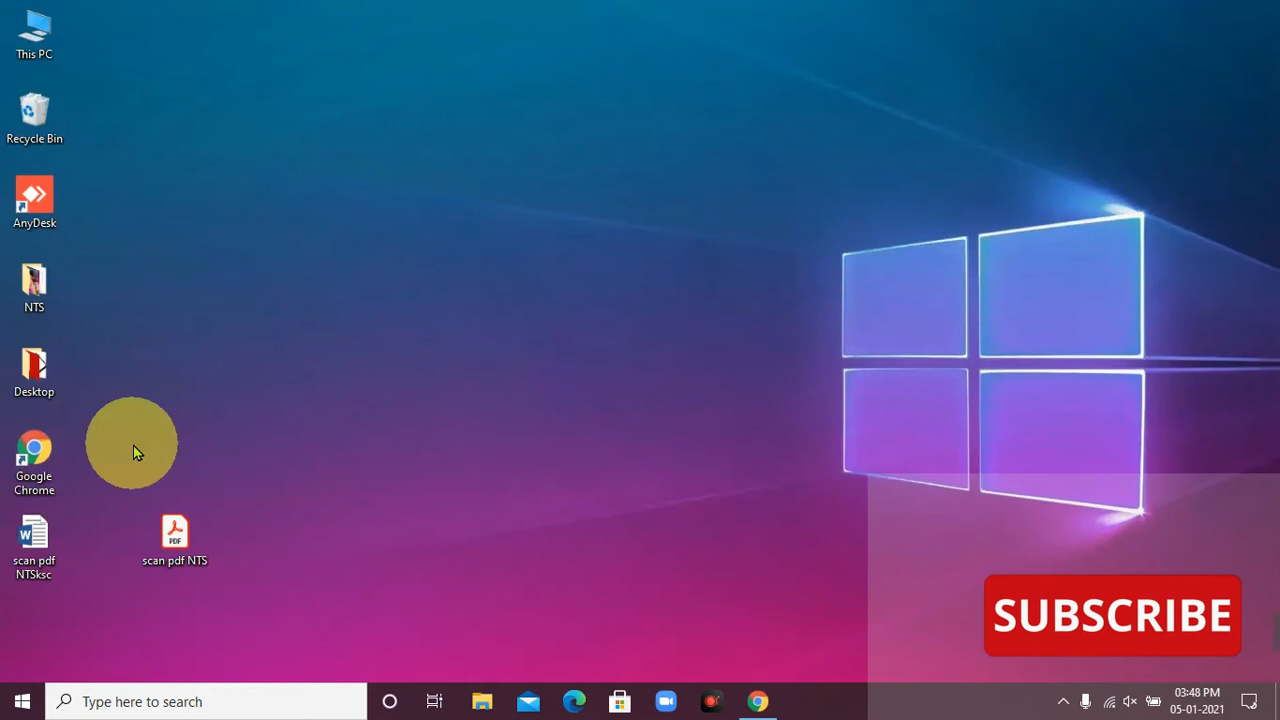 This PC
Recycle Bin
AnyDesk
NTS
Desktop
Google
Chrome
scan pdf
NTSksc
PDF
scan pdf NTS
SUBSCRIBE
Type here to search
03:48 PM
05-01-2021